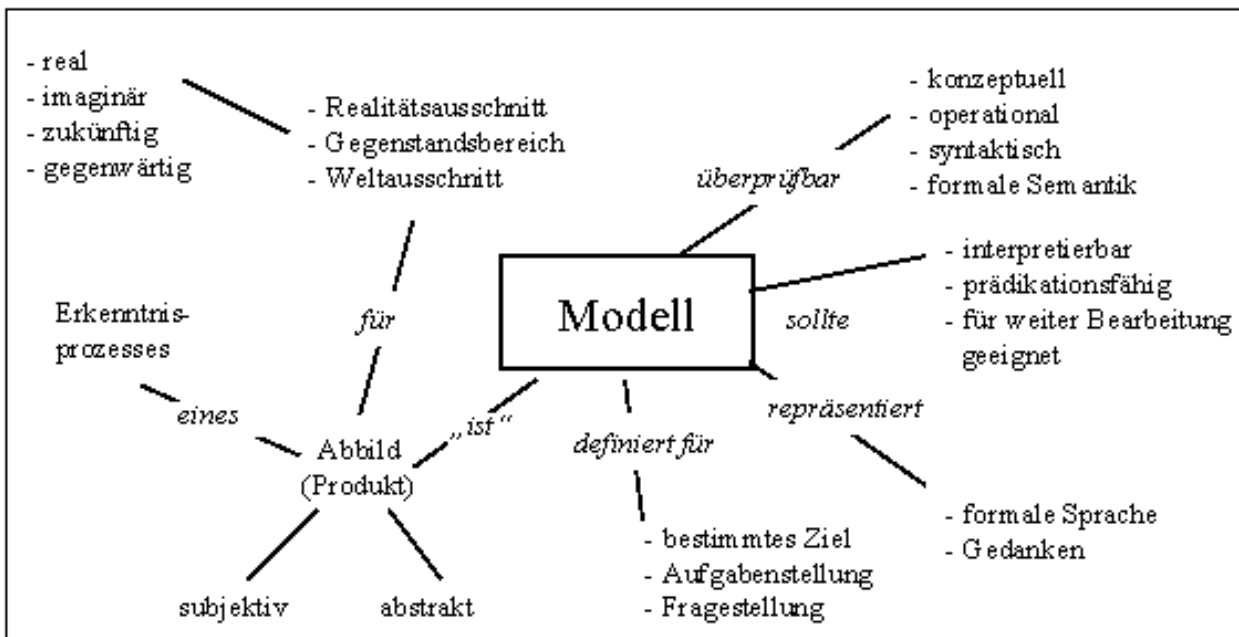 - real
- imaginär
- zukünftig
- gegenwärtig
- Realitätsausschnitt
- Gegenstandsbereich
- Weltausschnitt
- konzeptuell
- operational
- syntaktisch
- formale Semantik
überprüfbar
- interpretierbar
- prädikationsfähig
- für weiter Bearbeitung
geeignet
sollte
Modell
Erkenntnis-
prozesses
für
eines
„ist“
Abbild
(Produkt)
definiert für
repräsentiert
- formale Sprache
- Gedanken
- bestimmtes Ziel
- Aufgabenstellung
- Fragestellung
subjektiv
abstrakt